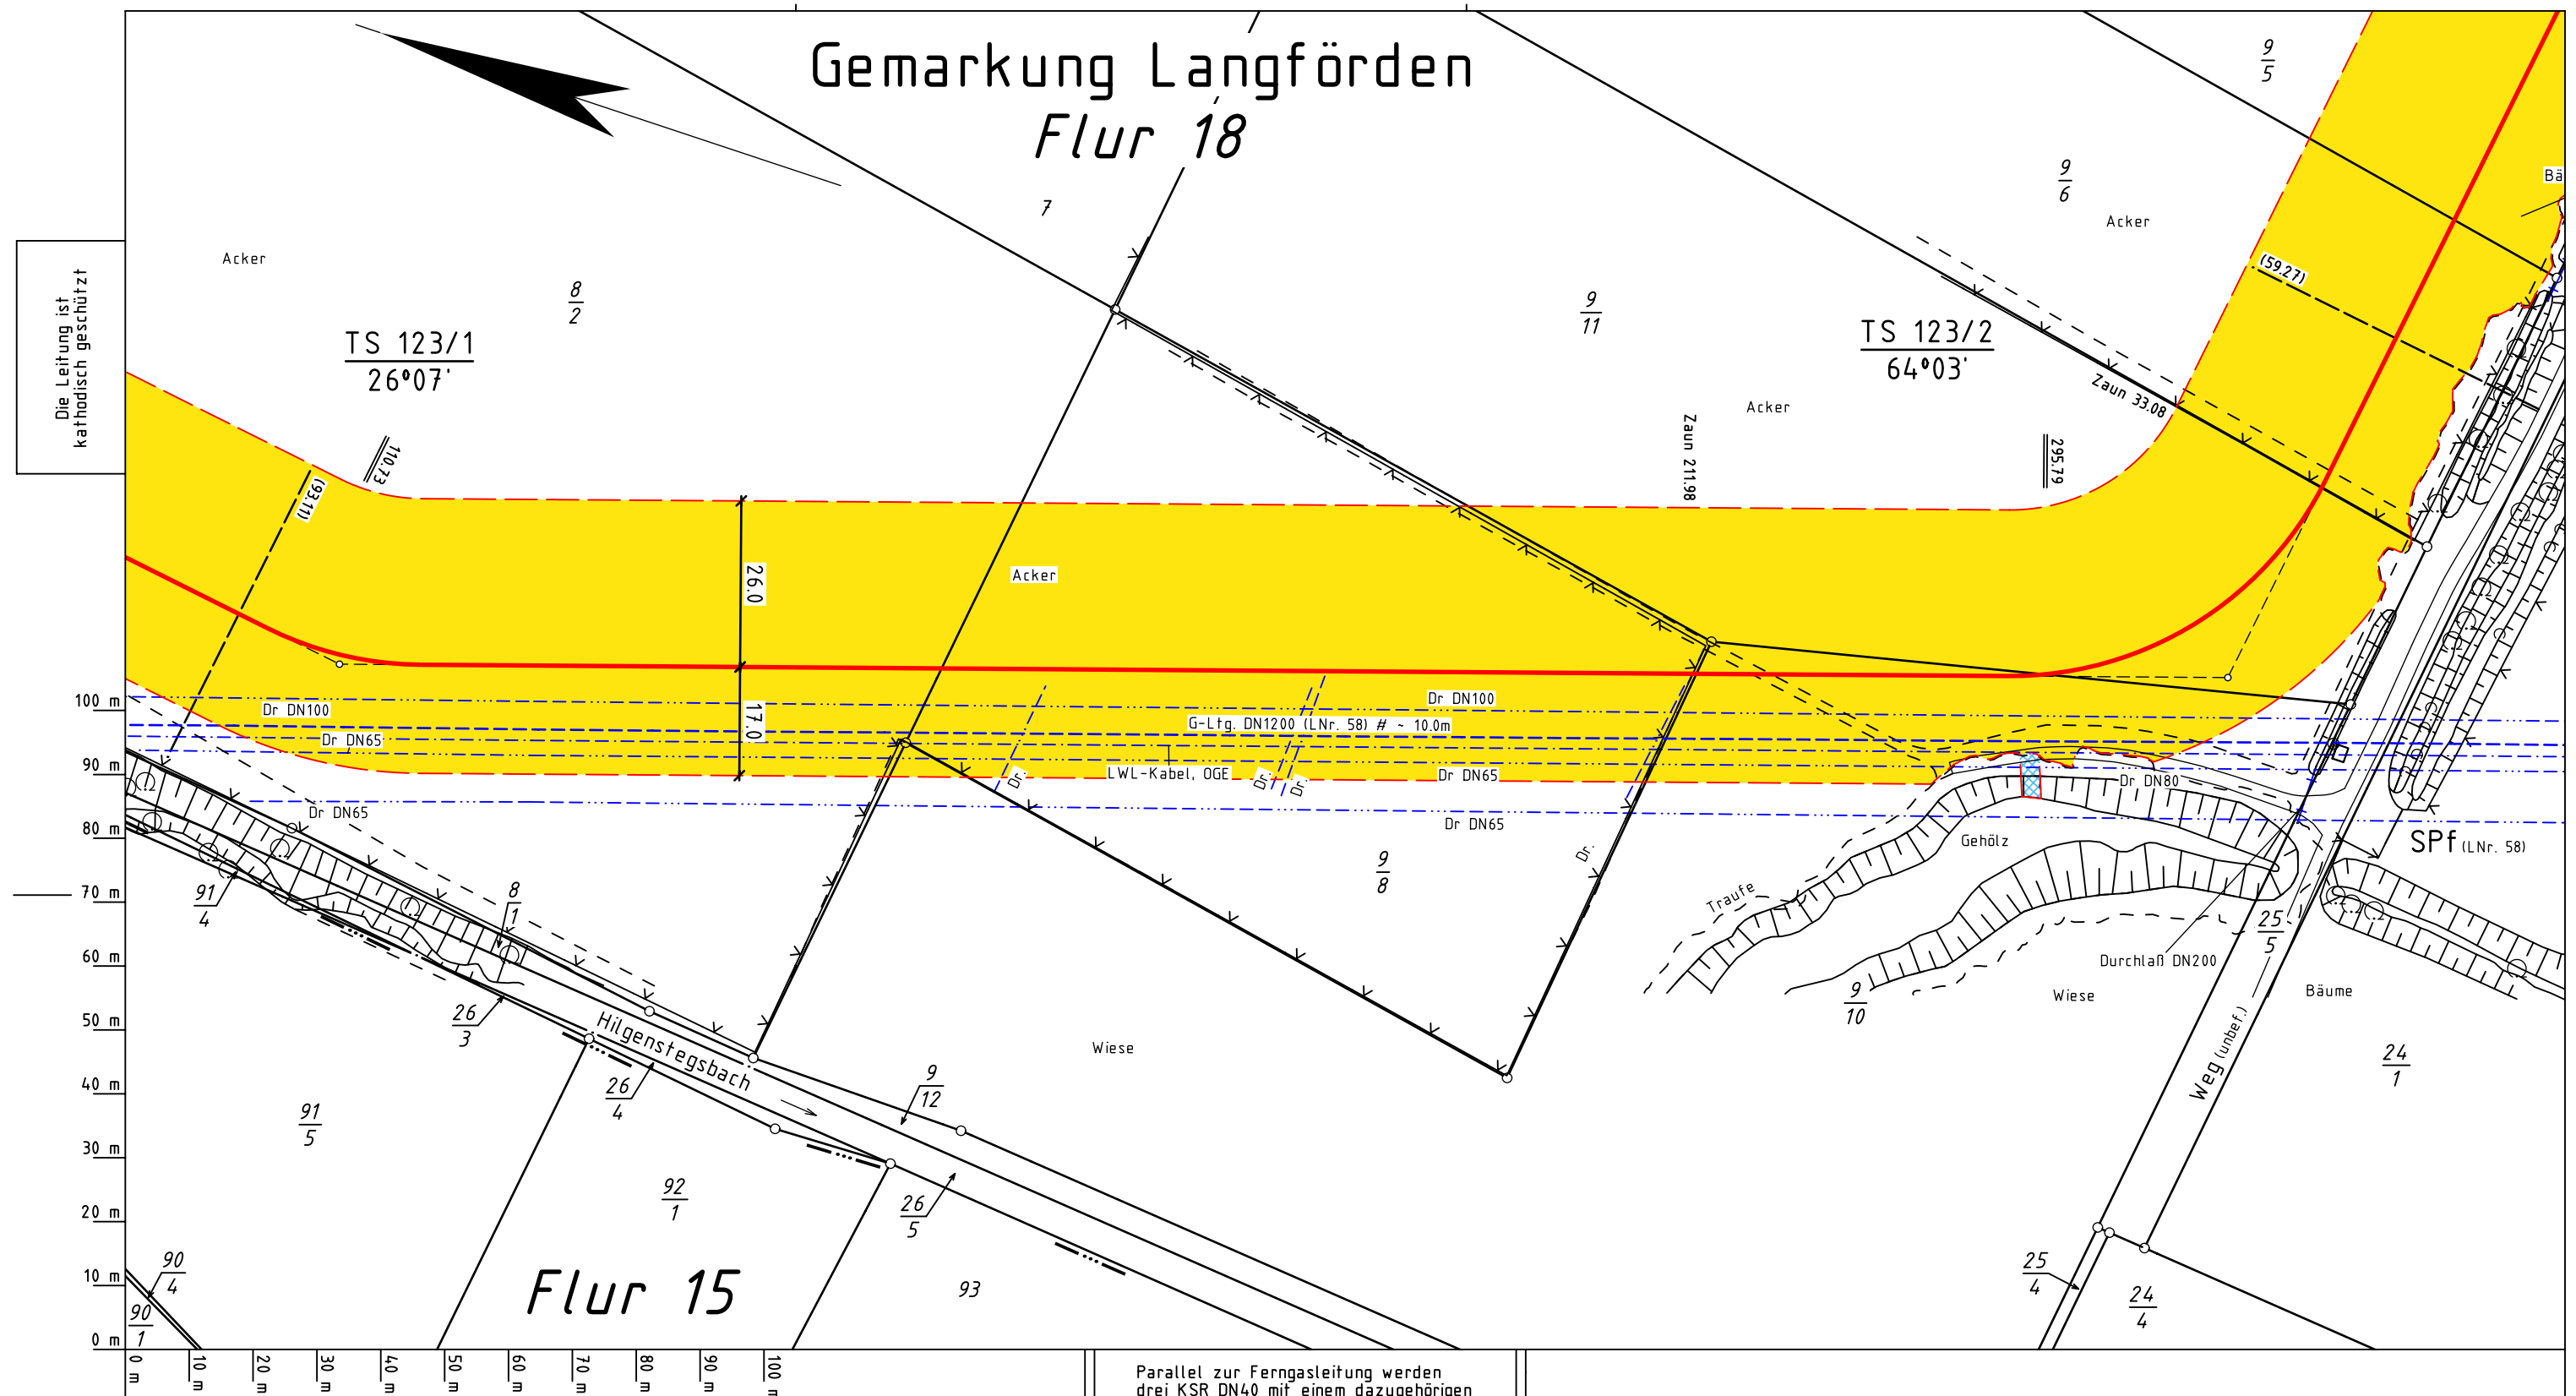 Gemarkung Langförden
Flur 18
9
5
9
6
Bä
7
Acker
Acker
Die Leitung ist
kathodisch geschützt
8
2
9
11
(59.27)
TS 123/1
26°07'
TS 123/2
64°03'
Zaun 33.08
Acker
Zaun 211.98
295.79
110.73
(93.11)
26.0
Acker
17.0
100 m
Dr DN100
Dr DN100
G-Ltg. DN1200 (LNr. 58) # ~ 10.0m
Dr DN65
90 m
Dr.
LWL-Kabel, OGE
Dr.
Dr.
Dr DN65
Dr DN80
Dr DN65
Dr DN65
80 m
Gehölz
SPf (LNr. 58)
Dr.
9
8
70 m
91
4
8
1
Traufe
25
5
60 m
Durchlaß DN200
9
10
Wiese
Bäume
50 m
26
3
Hilgenstegsbach
Wiese
Weg (unbef.)
24
1
40 m
26
4
9
12
91
5
30 m
92
1
20 m
26
5
90
4
10 m
Flur 15
93
25
4
24
4
90
1
0 m
0 m
10 m
20 m
30 m
40 m
50 m
60 m
70 m
80 m
90 m
100 m
Parallel zur Ferngasleitung werden
drei KSR DN40 mit einem dazugehörigen